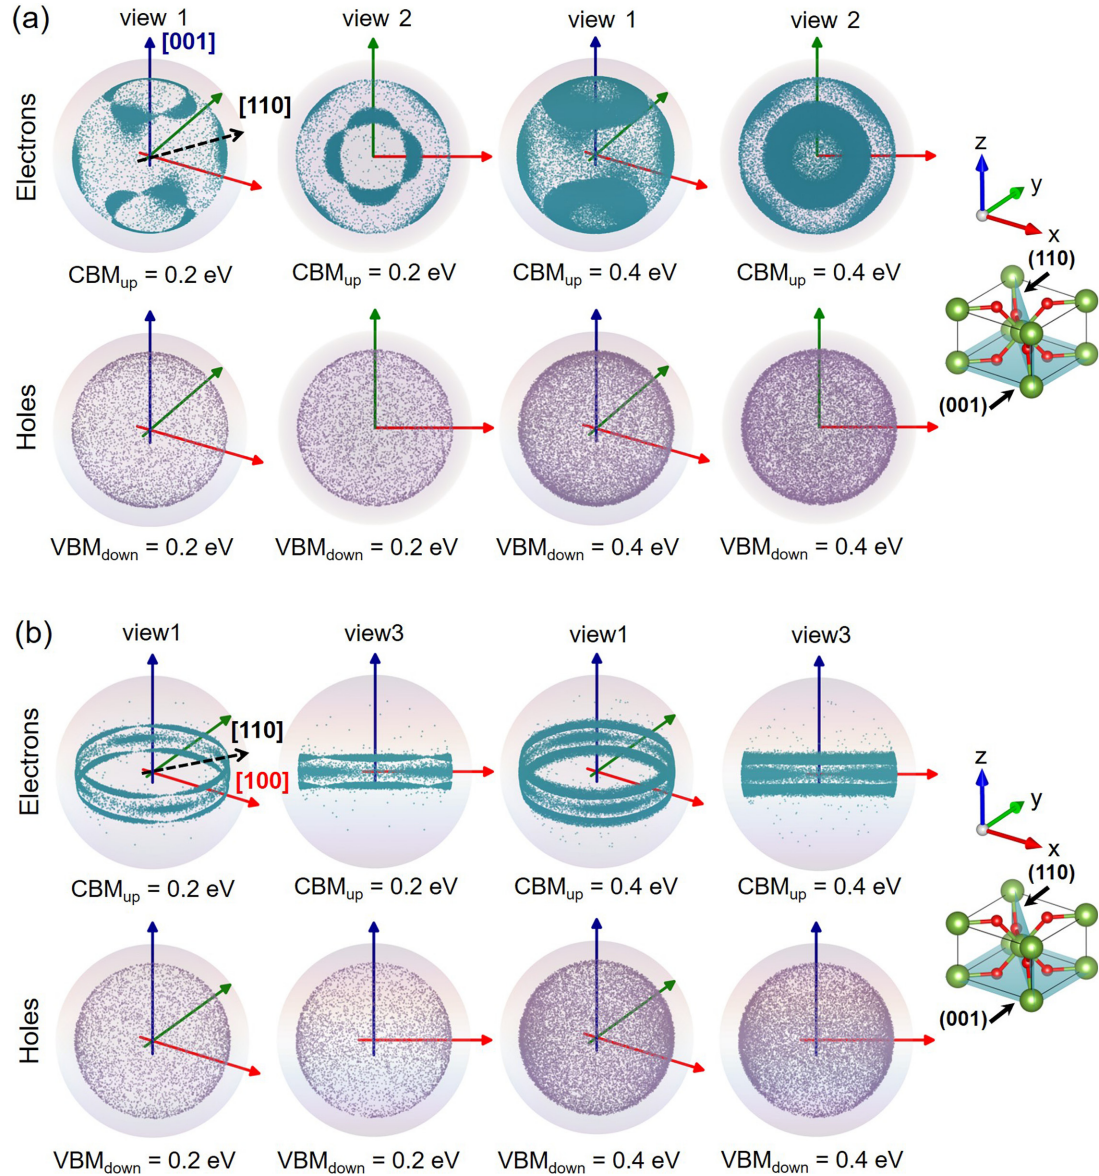 (a)
view 1 view 2 view 1 view 2
[001]
[110]
Electrons
z
y
x
CBMup = 0.2 eV CBMup = 0.2 eV CBMup = 0.4 eV CBMup = 0.4 eV
(110)
(001)
Holes
VBMdown = 0.2 eV VBMdown = 0.2 eV VBMdown = 0.4 eV VBMdown = 0.4 eV
(b)
view1 view3 view1 view3
[110]
[100]
Electrons
z
y
x
CBMup = 0.2 eV CBMup = 0.2 eV CBMup = 0.4 eV CBMup = 0.4 eV
(110)
(001)
Holes
VBMdown = 0.2 eV VBMdown = 0.2 eV VBMdown = 0.4 eV VBMdown = 0.4 eV